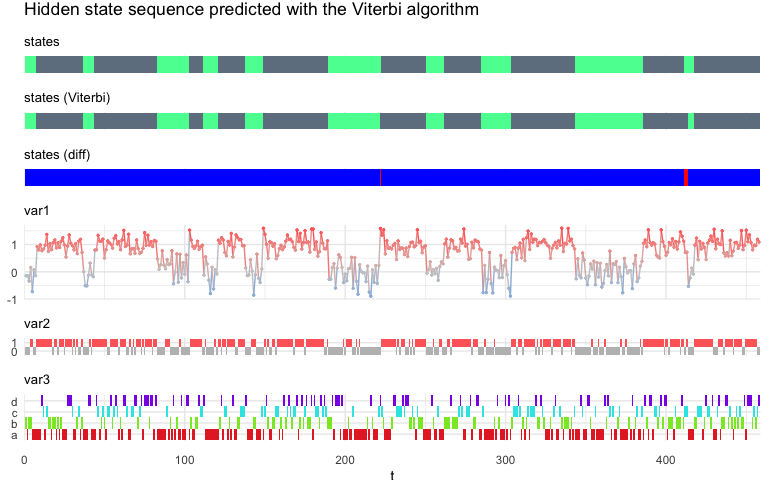 Hidden state sequence predicted with the Viterbi algorithm
states
states (Viterbi)
states (diff)
var1
1
0
-1
var2
1
0
var3
d
c
b
a
0 100 200 300 400
t